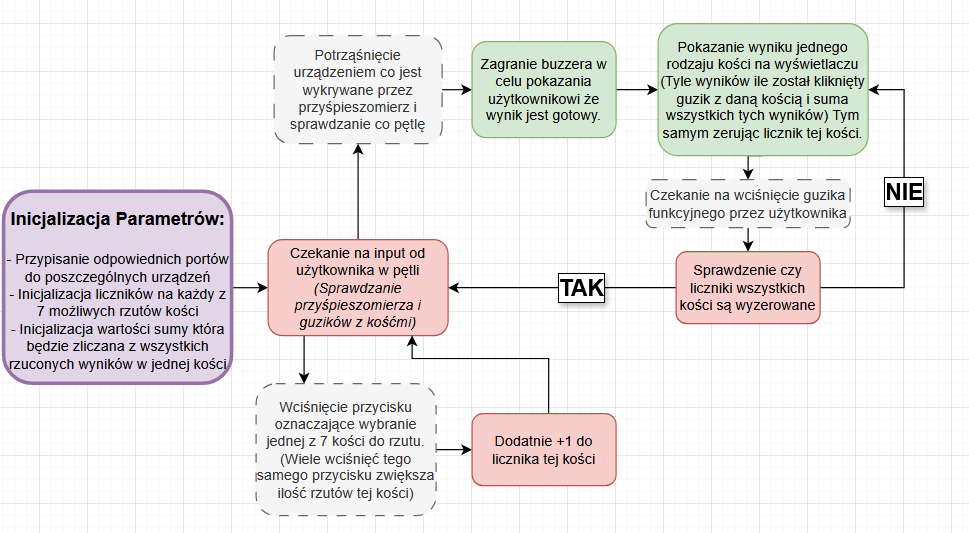 Potrząśnięcie
urządzeniem co jest
wykrywane przez
przyśpieszomierz i
sprawdzanie co pętlę
Zagranie buzzera w
celu pokazania
użytkownikowi że
wynik jest gotowy.
Pokazanie wyniku jednego
rodzaju kości na wyświetlaczu
(Tyle wyników ile został kliknięty
guzik z daną kością i suma
wszystkich tych wyników) Tym
samym zerując licznik tej kości.
Czekanie na wciśnięcie guzika
funkcyjnego przez użytkownika
NIE
Inicjalizacja Parametrów:
- Przypisanie odpowiednich portów
do poszczególnych urządzeń
- Inicjalizacja liczników na każdy z
7 możliwych rzutów kości
- Inicjalizacja wartości sumy która
będzie zliczana z wszystkich
rzuconych wyników w jednej kości
Czekanie na input od
użytkownika w pętli
(Sprawdzanie
przyśpieszomierza i
guzików z kośćmi)
TAK
Sprawdzenie czy
liczniki wszystkich
kości są wyzerowane
Wciśnięcie przycisku
oznaczające wybranie
jednej z 7 kości do rzutu.
(Wiele wciśnięć tego
samego przycisku zwiększa
ilość rzutów tej kości)
Dodatnie +1 do
licznika tej kości